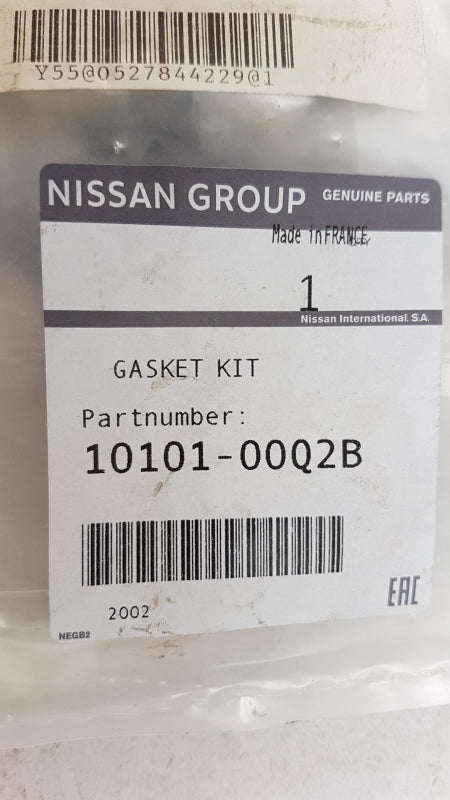 Y55@0527844229@1
NISSAN GROUP GENUINE PARTS
Made in FRANCE
1
Nissan International. S.A.
GASKET KIT
Partnumber:
10101-00Q2B
2002
EAC
NEGB2